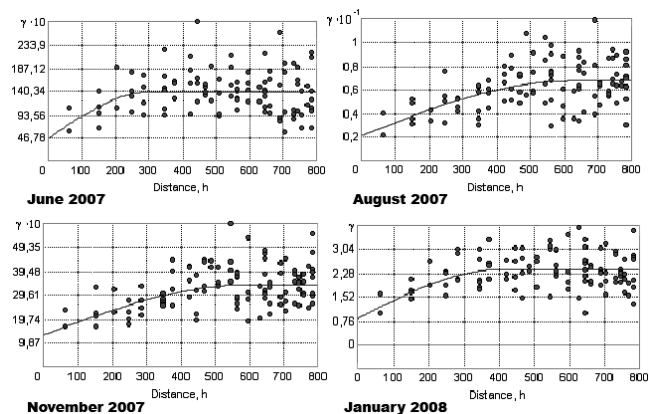 γ ·10
233,9
187,12
140,34
93,56
46,78
0 100 200 300 400 500 600 700 800
Distance, h
June 2007
γ ·10⁻¹
1
0,8
0,6
0,4
0,2
0 100 200 300 400 500 600 700 800
Distance, h
August 2007
γ ·10
49,35
39,48
29,61
19,74
9,87
0 100 200 300 400 500 600 700 800
Distance, h
November 2007
γ
3,04
2,28
1,52
0,76
0
0 100 200 300 400 500 600 700 800
Distance, h
January 2008